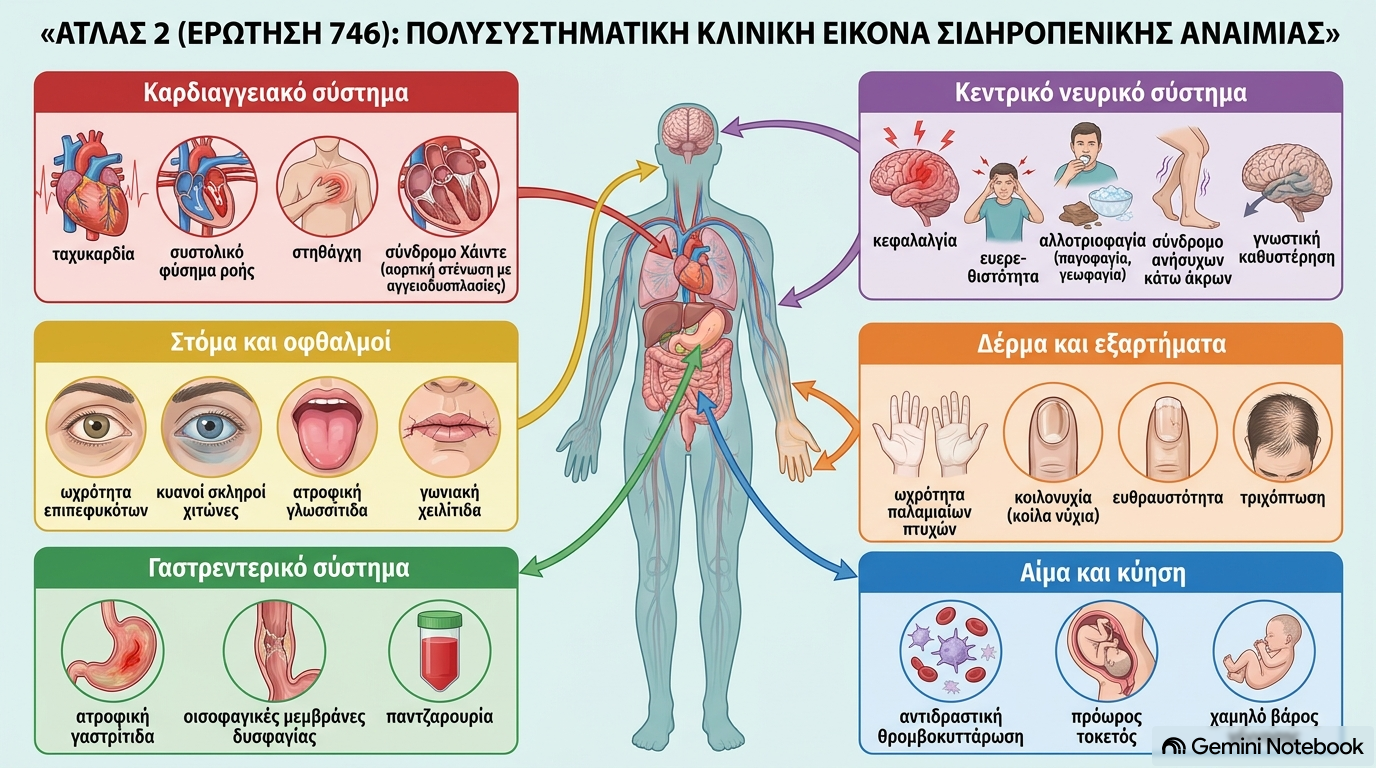 «ΑΤΛΑΣ 2 (ΕΡΩΤΗΣΗ 746): ΠΟΛΥΣΥΣΤΗΜΑΤΙΚΗ ΚΛΙΝΙΚΗ ΕΙΚΟΝΑ ΣΙΔΗΡΟΠΕΝΙΚΗΣ ΑΝΑΙΜΙΑΣ»
Καρδιαγγειακό σύστημα
ταχυκαρδία
συστολικό
φύσημα ροής
στηθάγχη
σύνδρομο Χάιντε
(αορτική στένωση με
αγγειοδυσπλασίες)
Κεντρικό νευρικό σύστημα
κεφαλαλγία
ευερε-
θιστότητα
αλλοτριοφαγία
(παγοφαγία,
γεωφαγία)
σύνδρομο
ανήσυχων
κάτω άκρων
γνωστική
καθυστέρηση
Στόμα και οφθαλμοί
ωχρότητα
επιπεφυκότων
κυανοί σκληροί
χιτώνες
ατροφική
γλωσσίτιδα
γωνιακή
χειλίτιδα
Δέρμα και εξαρτήματα
ωχρότητα
παλαμιαίων
πτυχών
κοιλονυχία
(κοίλα νύχια)
ευθραυστότητα
τριχόπτωση
Γαστρεντερικό σύστημα
ατροφική
γαστρίτιδα
οισοφαγικές μεμβράνες
δυσφαγίας
παντζαρουρία
Αίμα και κύηση
αντιδραστική
θρομβοκυττάρωση
πρόωρος
τοκετός
χαμηλό βάρος
Gemini Notebook